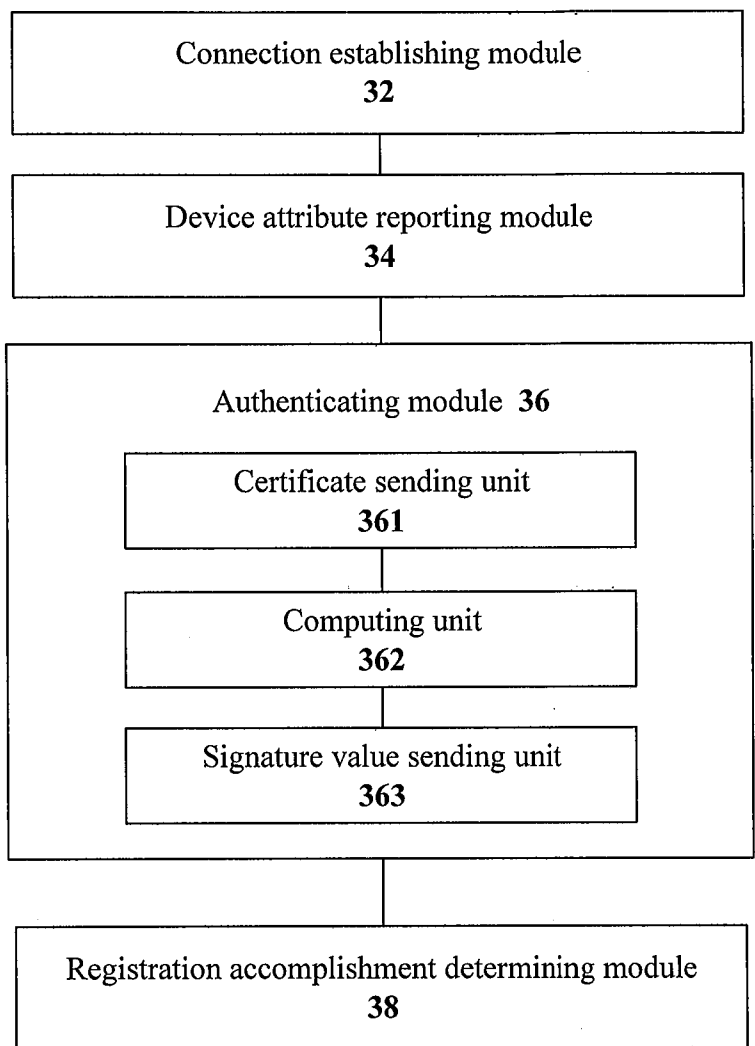 Connection establishing module
32
Device attribute reporting module
34
Authenticating module 36
Certificate sending unit
361
Computing unit
362
Signature value sending unit
363
Registration accomplishment determining module
38